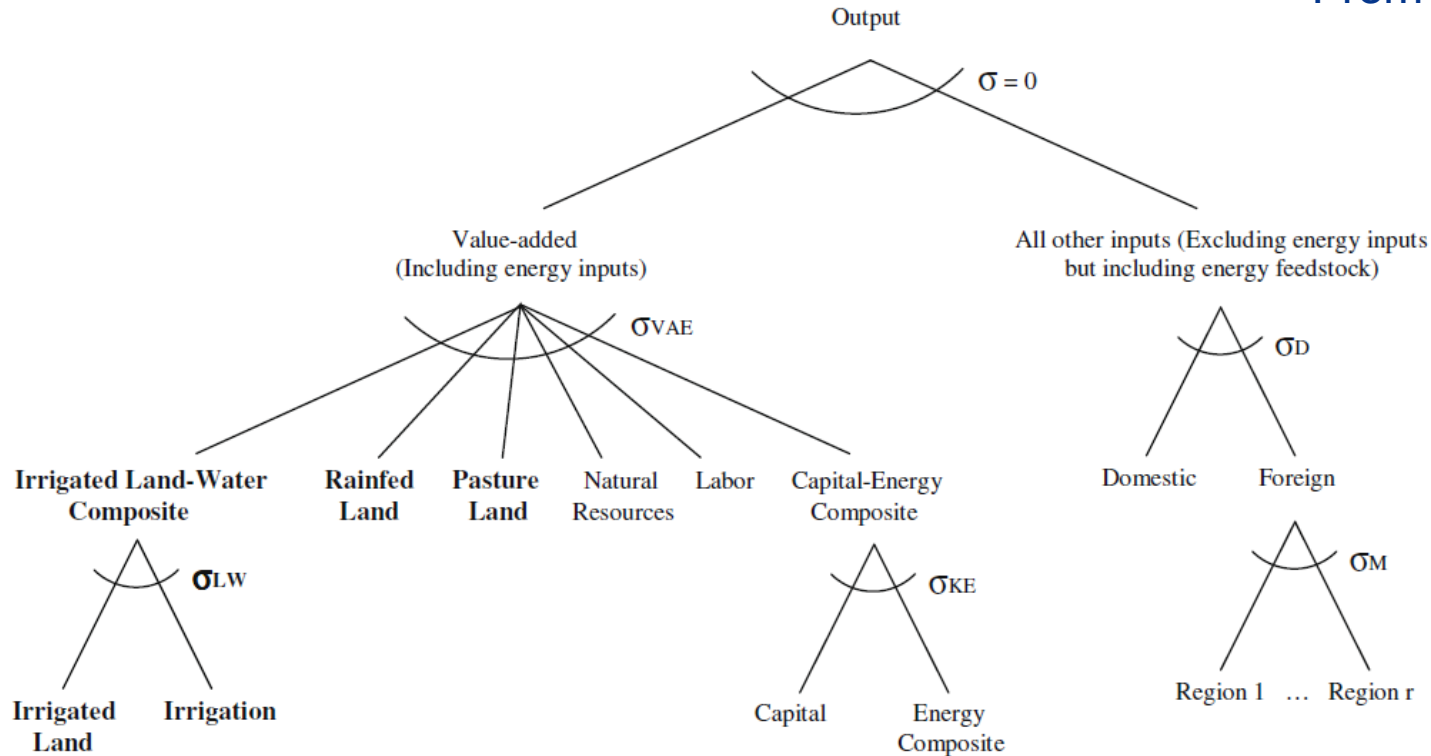 Output
σ = 0
Value-added
(Including energy inputs)
All other inputs (Excluding energy inputs
but including energy feedstock)
σVAE
σD
Irrigated Land-Water
Composite
Rainfed
Land
Pasture
Land
Natural
Resources
Labor
Capital-Energy
Composite
Domestic
Foreign
σLW
σKE
σM
Irrigated
Land
Irrigation
Capital
Energy
Composite
Region 1 … Region r